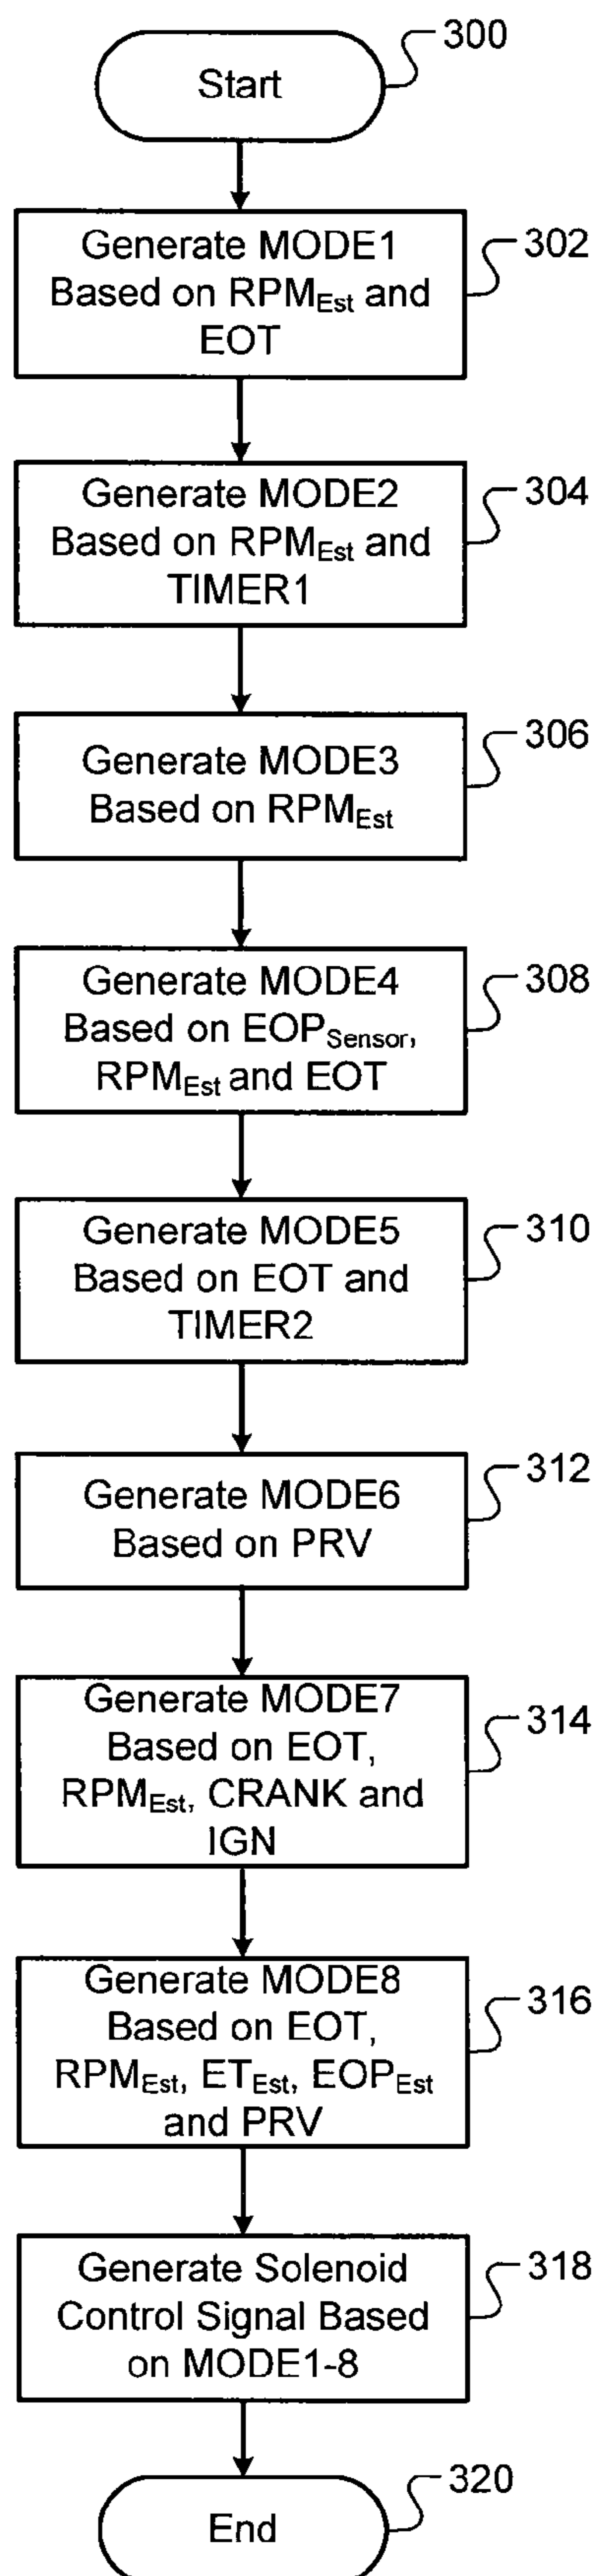 Start
300
Generate MODE1
Based on RPMEst and
EOT
302
Generate MODE2
Based on RPMEst and
TIMER1
304
Generate MODE3
Based on RPMEst
306
Generate MODE4
Based on EOPSensor,
RPMEst and EOT
308
Generate MODE5
Based on EOT and
TIMER2
310
Generate MODE6
Based on PRV
312
Generate MODE7
Based on EOT,
RPMEst, CRANK and
IGN
314
Generate MODE8
Based on EOT,
RPMEst, ETEst, EOPEst
and PRV
316
Generate Solenoid
Control Signal Based
on MODE1-8
318
End
320